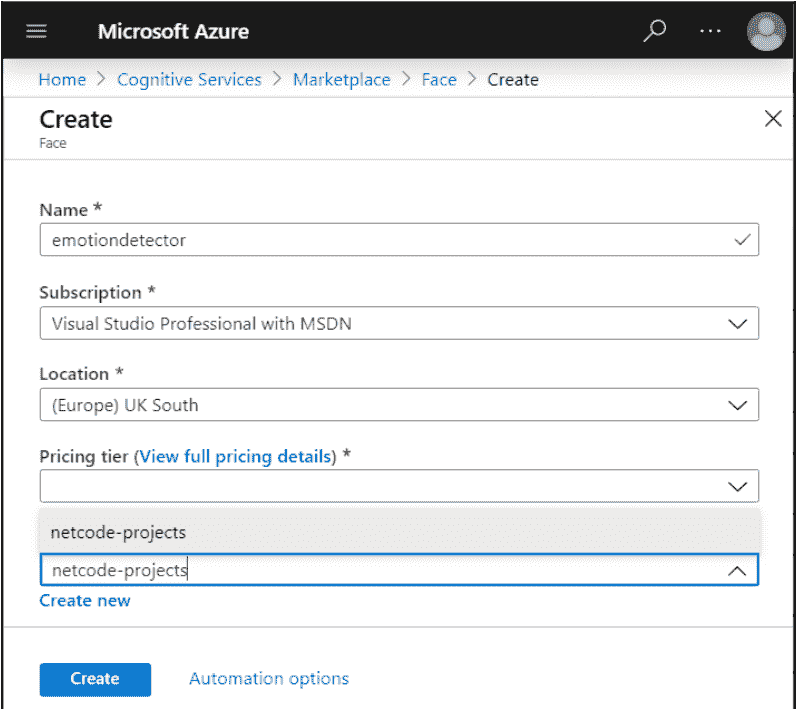 Microsoft Azure
Home > Cognitive Services > Marketplace > Face > Create
Create
Face
Name *
emotiondetector
Subscription *
Visual Studio Professional with MSDN
Location *
(Europe) UK South
Pricing tier (View full pricing details) *
netcode-projects
netcode-projects
Create new
Create Automation options